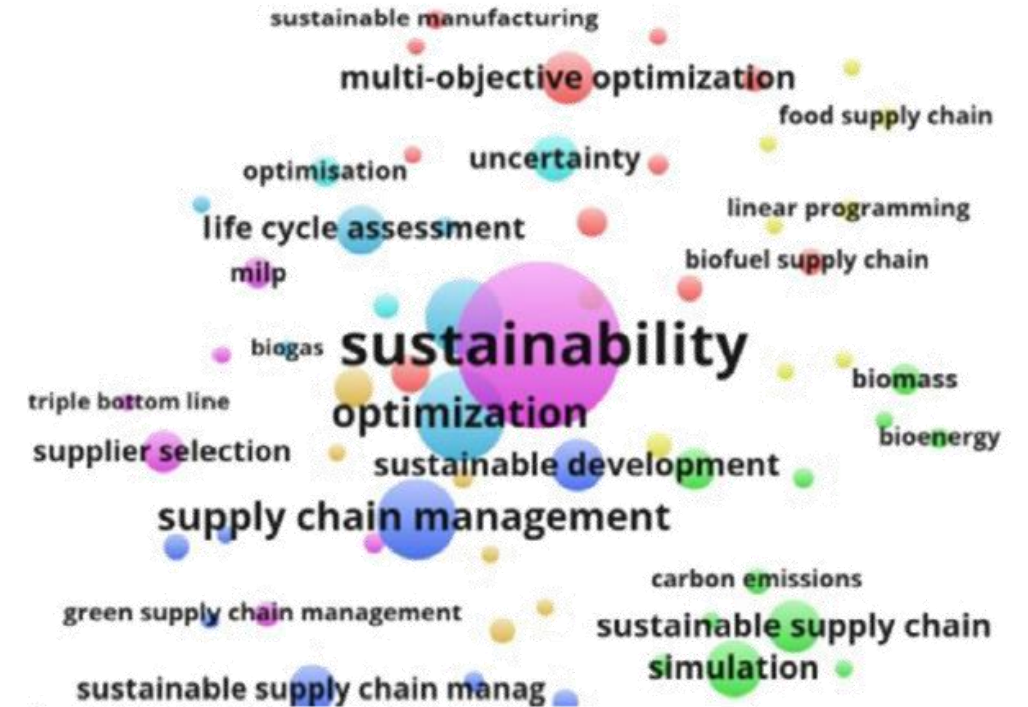 sustainable manufacturing
multi-objective optimization
food supply chain
uncertainty
optimisation
linear programming
life cycle assessment
biofuel supply chain
milp
sustainability
biogas
biomass
triple bottom line
optimization
bioenergy
supplier selection
sustainable development
supply chain management
carbon emissions
green supply chain management
sustainable supply chain
simulation
sustainable supply chain manag